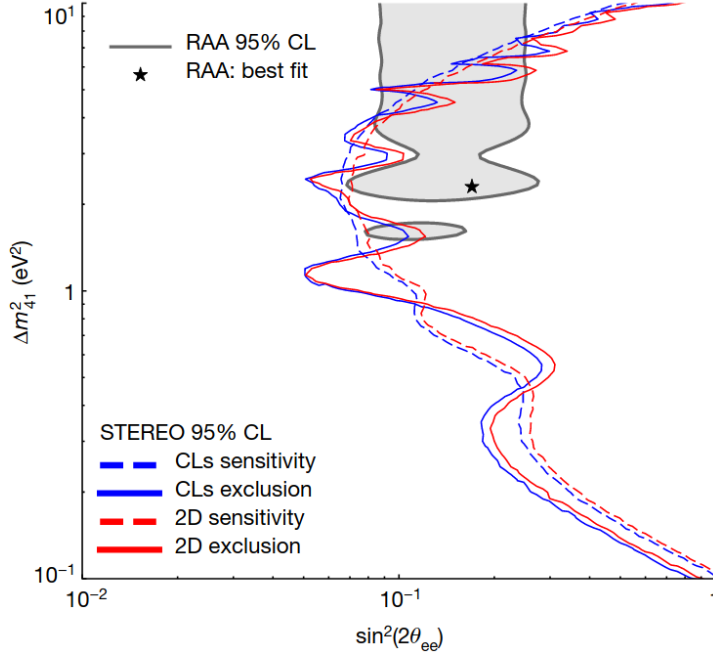 10¹
RAA 95% CL
RAA: best fit
Δm²₄₁ (eV²)
1
STEREO 95% CL
CLs sensitivity
CLs exclusion
2D sensitivity
2D exclusion
10⁻¹
10⁻² 10⁻¹ 1
sin²(2θₑₑ)